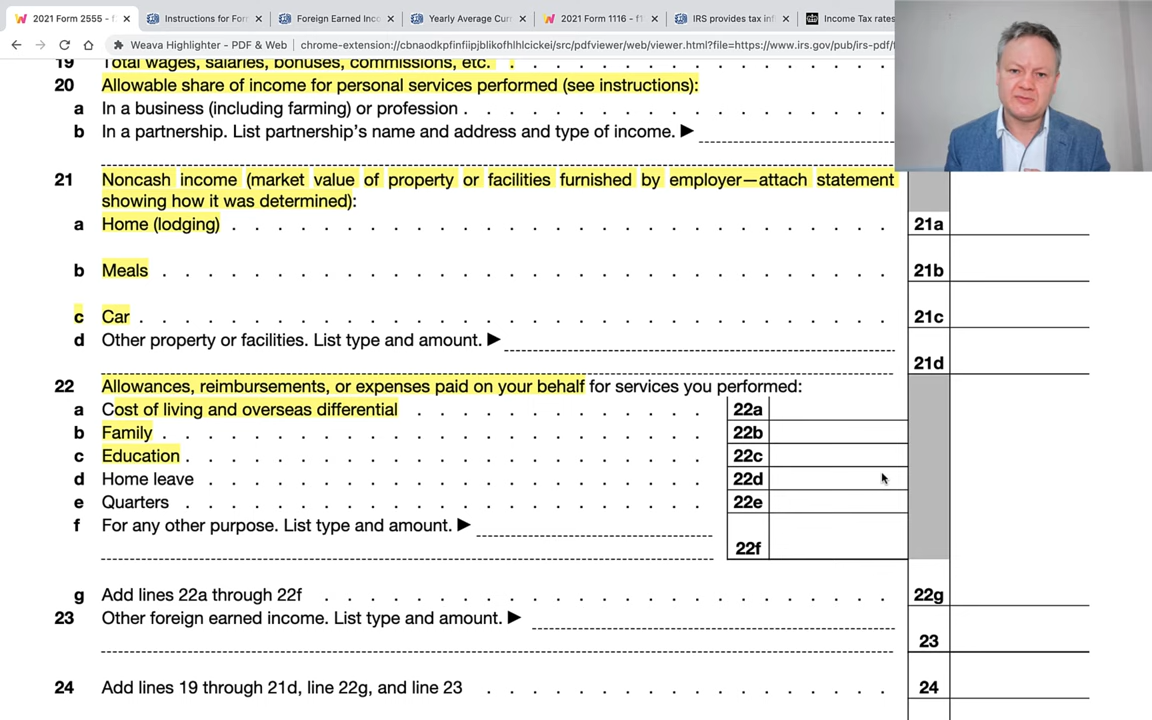 2021 Form 2555 - f
Instructions for For
Foreign Earned Inc
Yearly Average Cur
2021 Form 1116 - f1
IRS provides tax inf
Income Tax rates
Weava Highlighter - PDF & Web | chrome-extension://cbnaodkpfinfiipjblikofhlhlcickei/src/pdfviewer/web/viewer.html?file=https://www.irs.gov/pub/irs-pdf/
19 Total wages, salaries, bonuses, commissions, etc.
20 Allowable share of income for personal services performed (see instructions):
a In a business (including farming) or profession
b In a partnership. List partnership's name and address and type of income. ▶
21 Noncash income (market value of property or facilities furnished by employer—attach statement
showing how it was determined):
a Home (lodging) 21a
b Meals 21b
c Car 21c
d Other property or facilities. List type and amount. ▶
21d
22 Allowances, reimbursements, or expenses paid on your behalf for services you performed:
a Cost of living and overseas differential 22a
b Family 22b
c Education 22c
d Home leave 22d
e Quarters 22e
f For any other purpose. List type and amount. ▶
22f
g Add lines 22a through 22f 22g
23 Other foreign earned income. List type and amount. ▶
23
24 Add lines 19 through 21d, line 22g, and line 23 24